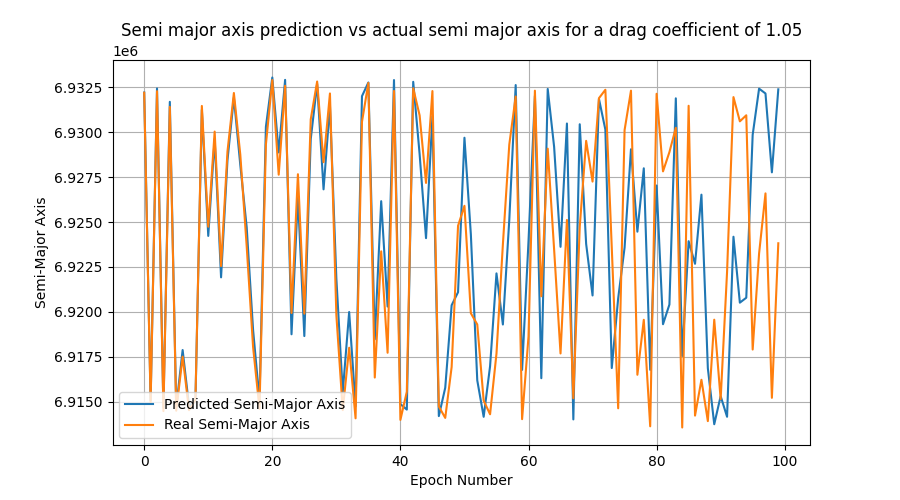 Semi major axis prediction vs actual semi major axis for a drag coefficient of 1.05
1e6
6.9325
6.9300
6.9275
6.9250
6.9225
6.9200
6.9175
6.9150
Semi-Major Axis
Predicted Semi-Major Axis
Real Semi-Major Axis
0 20 40 60 80 100
Epoch Number